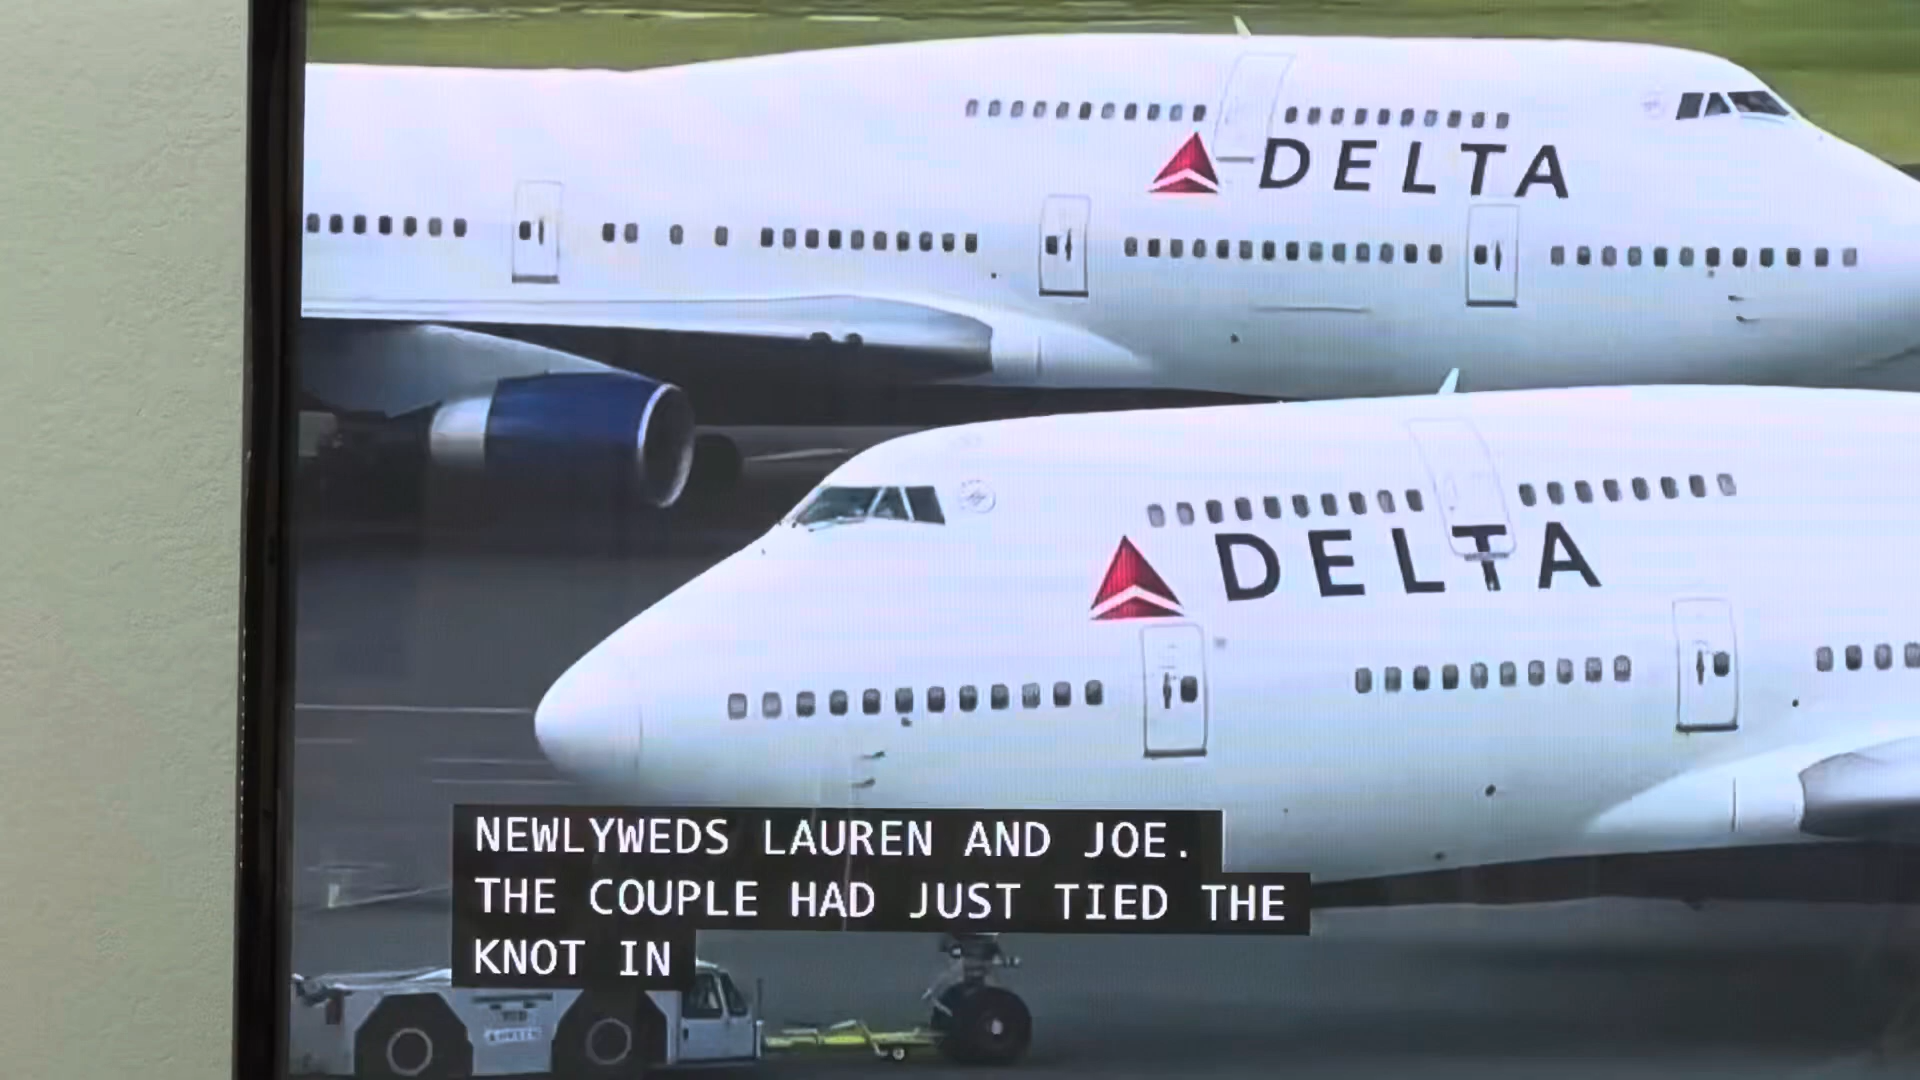 DELTA
DELTA
NEWLYWEDS LAUREN AND JOE.
THE COUPLE HAD JUST TIED THE
KNOT IN